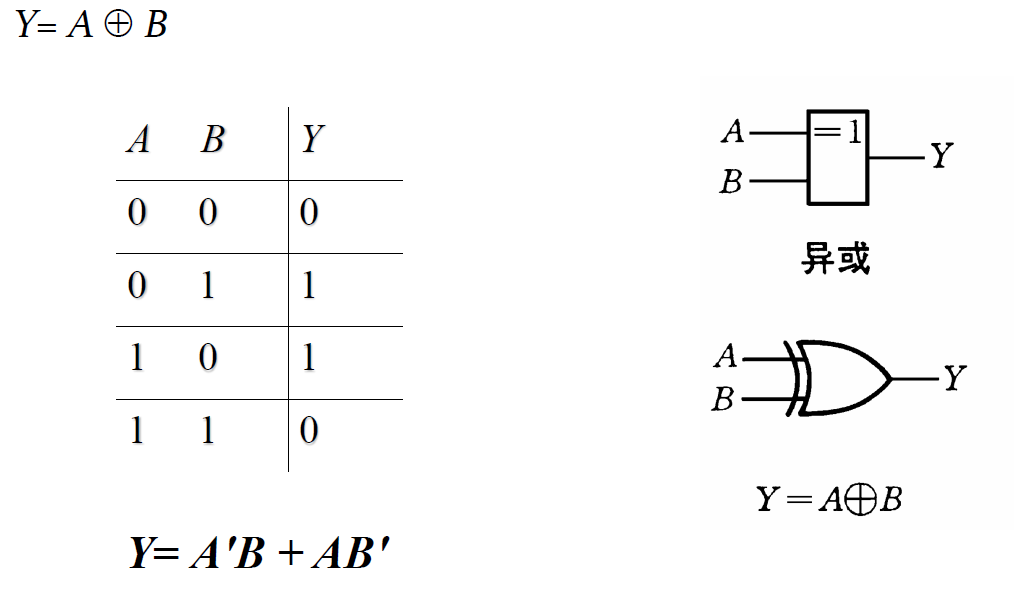 Y= A ⊕ B
A B Y
0 0 0
0 1 1
1 0 1
1 1 0
Y= A'B + AB'
A
=1
Y
B
异或
A
Y
B
Y=A⊕B